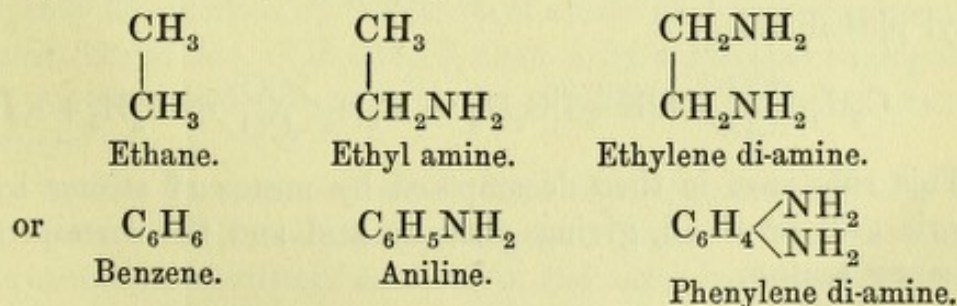 CH₃ CH₃ CH₂NH₂
| | |
CH₃ CH₂NH₂ CH₂NH₂
Ethane. Ethyl amine. Ethylene di-amine.
or C₆H₆ C₆H₅NH₂ C₆H₄<NH₂
NH₂
Benzene. Aniline. Phenylene di-amine.